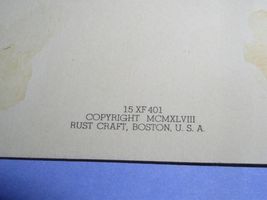 15 XF 401
COPYRIGHT MCMXLVIII
RUST CRAFT, BOSTON, U. S. A.